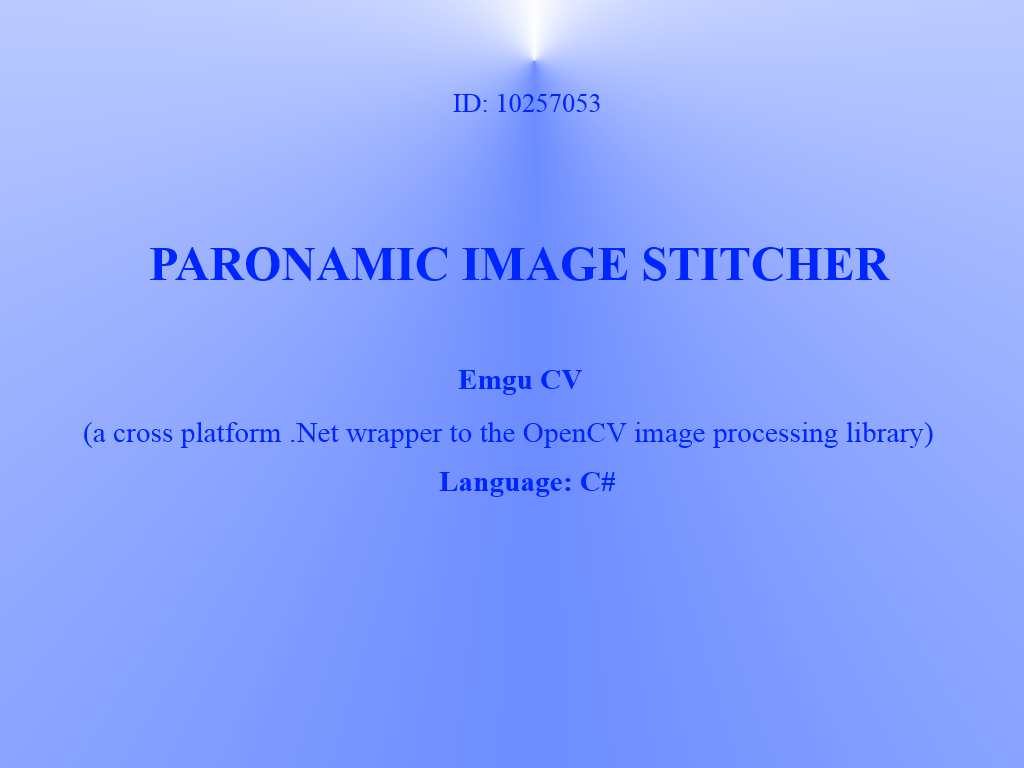 ID: 10257053
PARONAMIC IMAGE STITCHER
Emgu CV
(a cross platform .Net wrapper to the OpenCV image processing library)
Language: C#